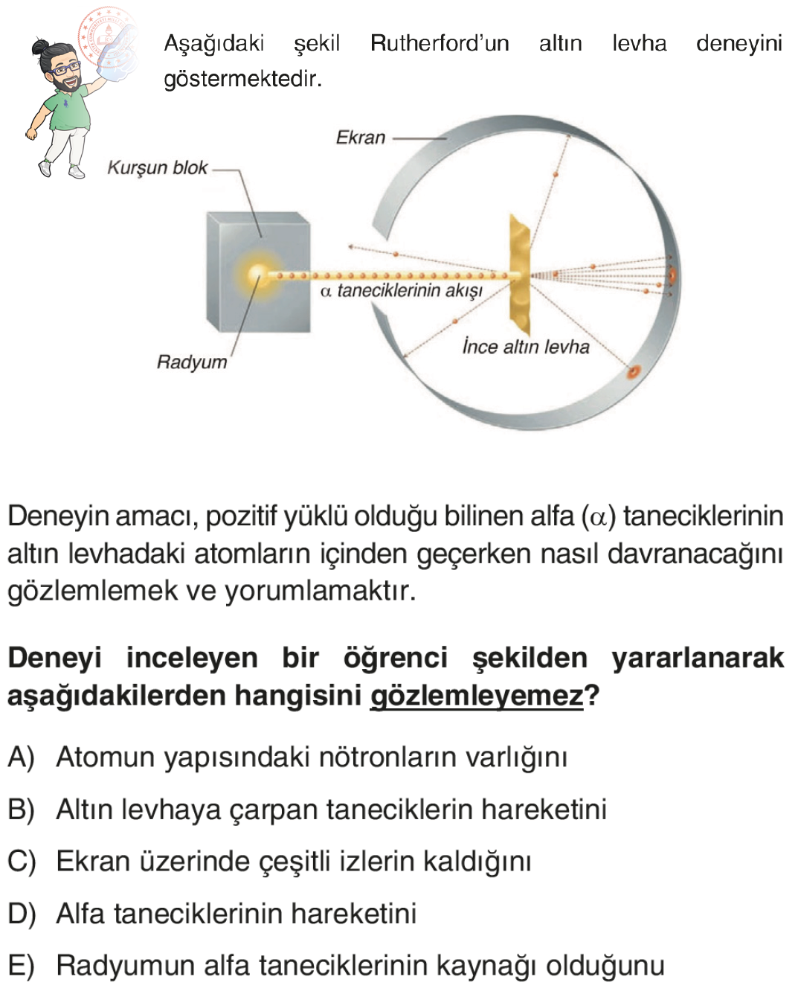 Aşağıdaki şekil Rutherford'un altın levha deneyini
göstermektedir.
Ekran
Kurşun blok
α taneciklerinin akışı
İnce altın levha
Radyum
Deneyin amacı, pozitif yüklü olduğu bilinen alfa (α) taneciklerinin
altın levhadaki atomların içinden geçerken nasıl davranacağını
gözlemlemek ve yorumlamaktır.
Deneyi inceleyen bir öğrenci şekilden yararlanarak
aşağıdakilerden hangisini gözlemleyemez?
A) Atomun yapısındaki nötronların varlığını
B) Altın levhaya çarpan taneciklerin hareketini
C) Ekran üzerinde çeşitli izlerin kaldığını
D) Alfa taneciklerinin hareketini
E) Radyumun alfa taneciklerinin kaynağı olduğunu